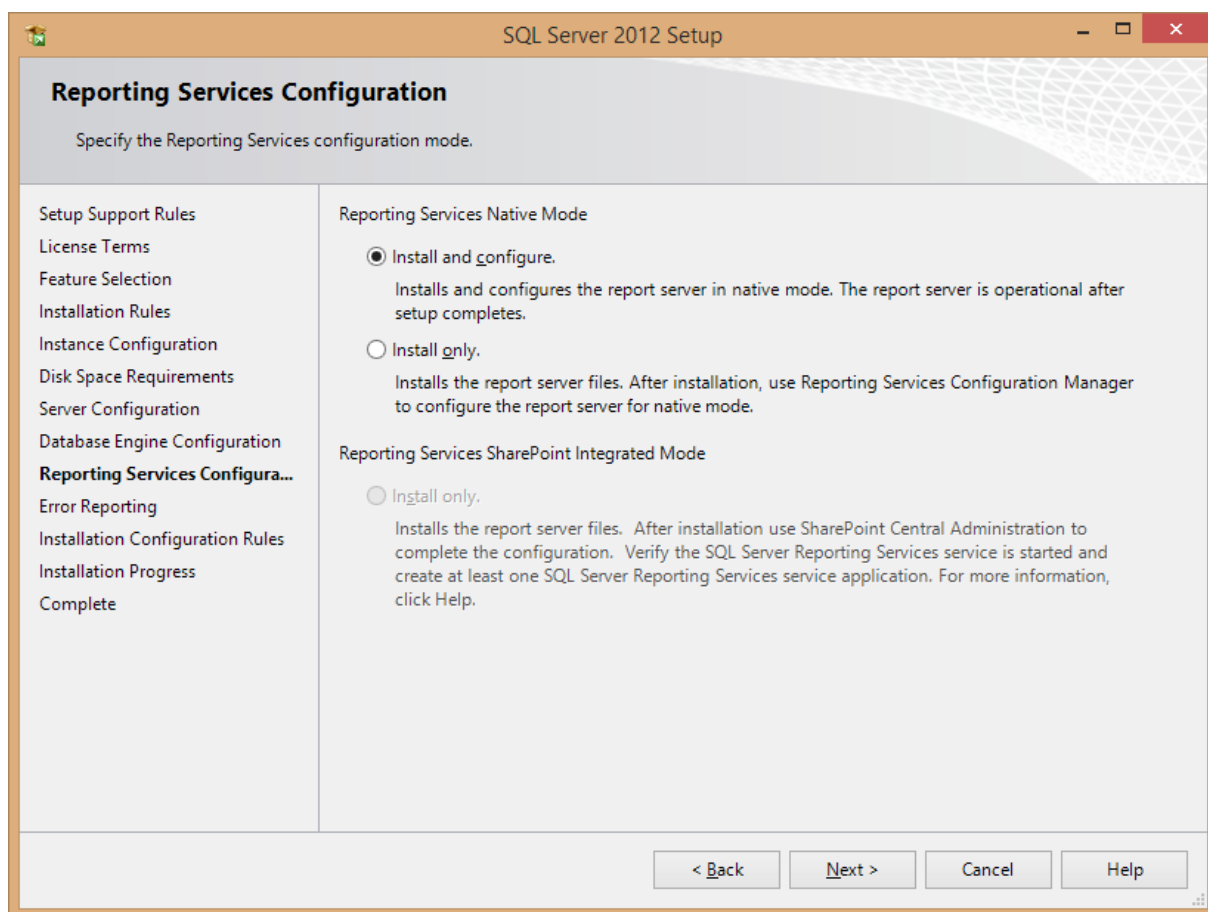 SQL Server 2012 Setup
Reporting Services Configuration
Specify the Reporting Services configuration mode.
Setup Support Rules
License Terms
Feature Selection
Installation Rules
Instance Configuration
Disk Space Requirements
Server Configuration
Database Engine Configuration
Reporting Services Configura...
Error Reporting
Installation Configuration Rules
Installation Progress
Complete
Reporting Services Native Mode
Install and configure.
Installs and configures the report server in native mode. The report server is operational after
setup completes.
Install only.
Installs the report server files. After installation, use Reporting Services Configuration Manager
to configure the report server for native mode.
Reporting Services SharePoint Integrated Mode
Install only.
Installs the report server files.  After installation use SharePoint Central Administration to
complete the configuration.  Verify the SQL Server Reporting Services service is started and
create at least one SQL Server Reporting Services service application. For more information,
click Help.
< Back
Next >
Cancel
Help